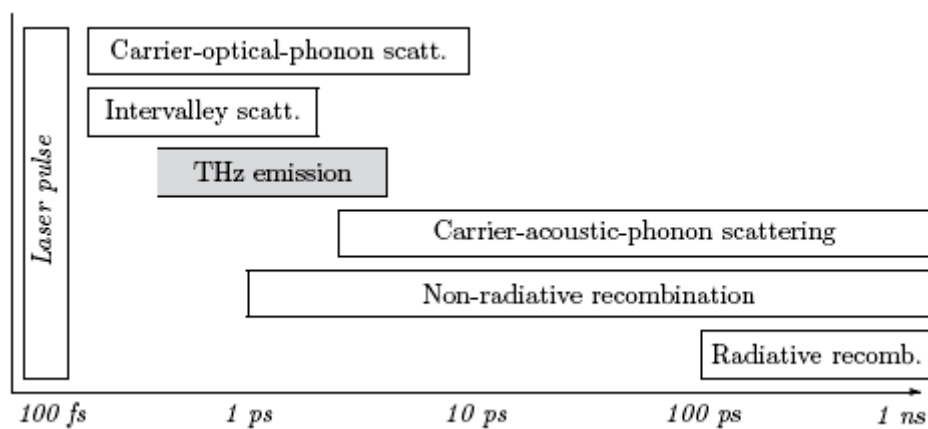 Carrier-optical-phonon scatt.
Intervalley scatt.
THz emission
Laser pulse
Carrier-acoustic-phonon scattering
Non-radiative recombination
Radiative recomb.
100 fs 1 ps 10 ps 100 ps 1 ns